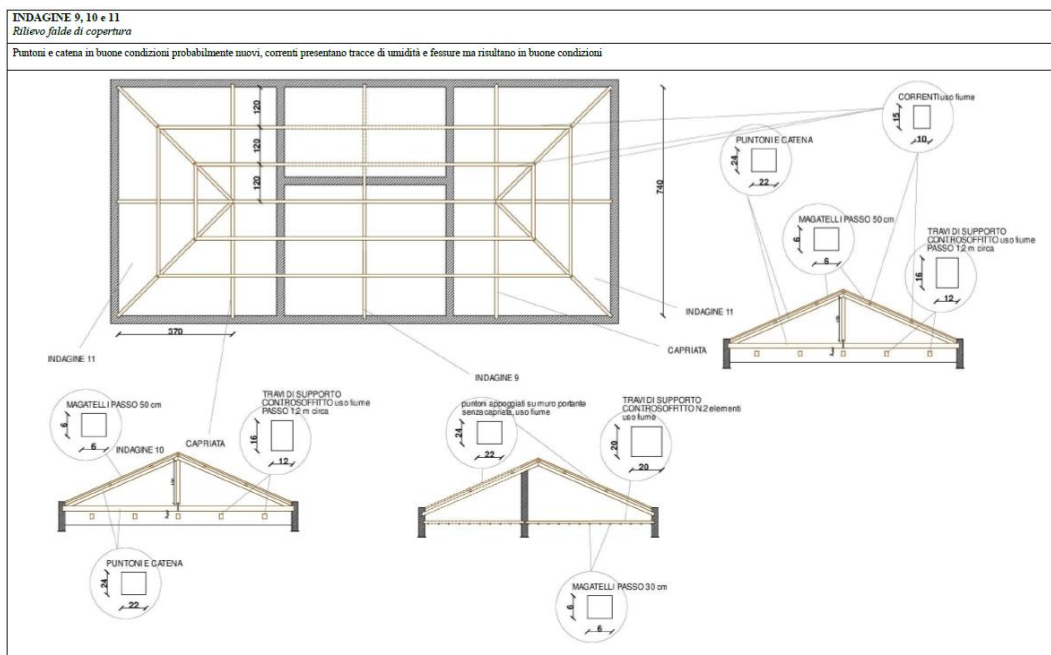 INDAGINE 9, 10 e 11
Rilievo falde di copertura
Puntoni e catena in buone condizioni probabilmente nuovi, correnti presentano tracce di umidità e fessure ma risultano in buone condizioni
120
120
120
740
370
INDAGINE 11
INDAGINE 11
CAPRIATA
INDAGINE 9
CORRENTI uso fiume
15
10
PUNTONI E CATENA
24
22
MAGATELLI PASSO 50 cm
6
6
TRAVI DI SUPPORTO
CONTROSOFFITTO uso fiume
PASSO 1.2 m circa
16
12
MAGATELLI PASSO 50 cm
6
6
INDAGINE 10
TRAVI DI SUPPORTO
CONTROSOFFITTO uso fiume
PASSO 1.2 m circa
16
12
CAPRIATA
PUNTONI E CATENA
24
22
puntoni appoggiati su muro portante
senza capriata, uso fiume
24
22
TRAVI DI SUPPORTO
CONTROSOFFITTO N.2 elementi
uso fiume
20
20
MAGATELLI PASSO 30 cm
6
6